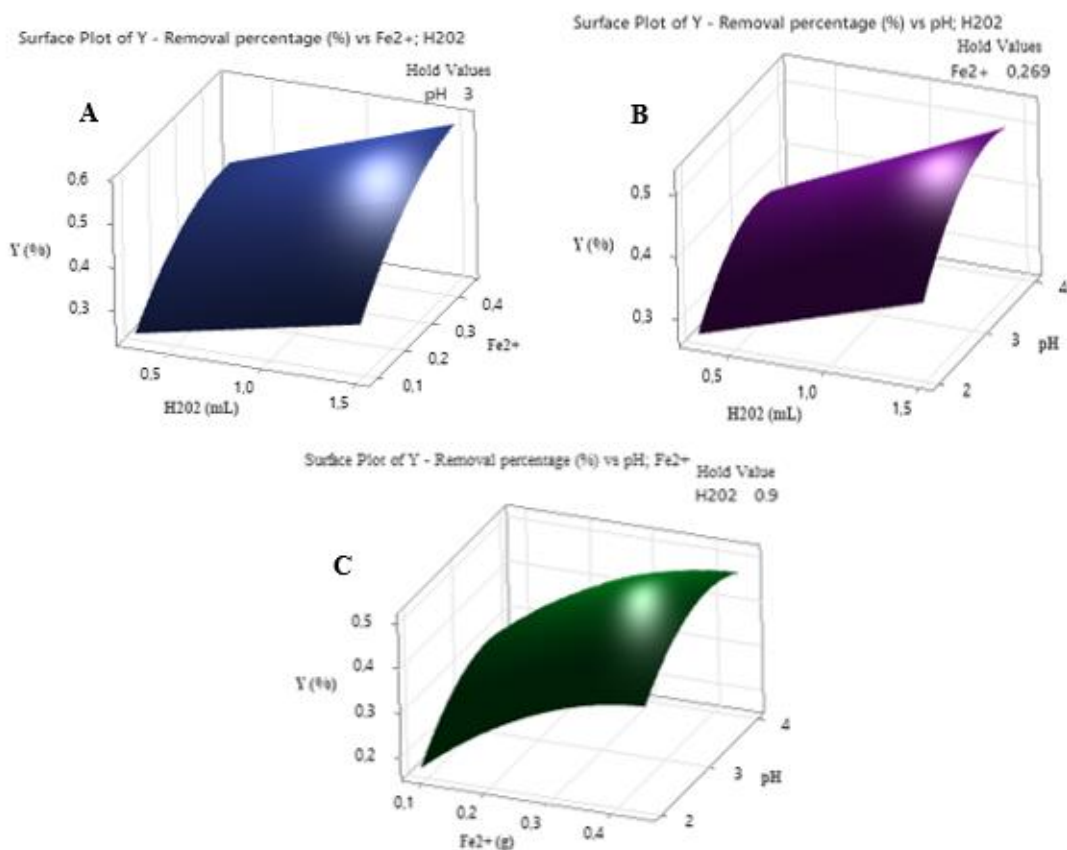 Surface Plot of Y - Removal percentage (%) vs Fe2+; H202
Hold Values
pH 3
A
0,6
0,5
0,4
0,3
Y (%)
0,5
1,0
1,5
H202 (mL)
0,1
0,2
0,3
0,4
Fe2+
Surface Plot of Y - Removal percentage (%) vs pH; H202
Hold Values
Fe2+ 0,269
B
0,5
0,4
0,3
Y (%)
0,5
1,0
1,5
H202 (mL)
2
3
4
pH
Surface Plot of Y - Removal percentage (%) vs pH; Fe2+
Hold Value
H202 0.9
C
0,5
0,4
0,3
0,2
Y (%)
0,1
0,2
0,3
0,4
Fe2+ (g)
2
3
4
pH